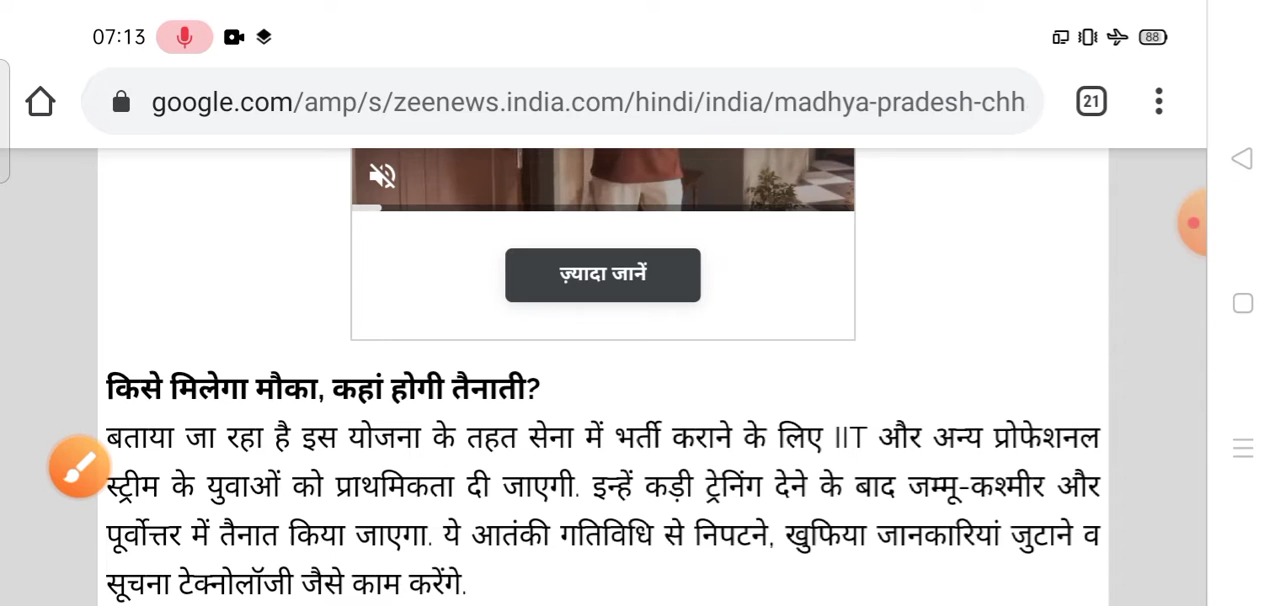 07:13
88
google.com/amp/s/zeenews.india.com/hindi/india/madhya-pradesh-chh
21
ज़्यादा जानें
किसे मिलेगा मौका, कहां होगी तैनाती?
बताया जा रहा है इस योजना के तहत सेना में भर्ती कराने के लिए IIT और अन्य प्रोफेशनल
स्ट्रीम के युवाओं को प्राथमिकता दी जाएगी. इन्हें कड़ी ट्रेनिंग देने के बाद जम्मू-कश्मीर और
पूर्वोत्तर में तैनात किया जाएगा. ये आतंकी गतिविधि से निपटने, खुफिया जानकारियां जुटाने व
सूचना टेक्नोलॉजी जैसे काम करेंगे.